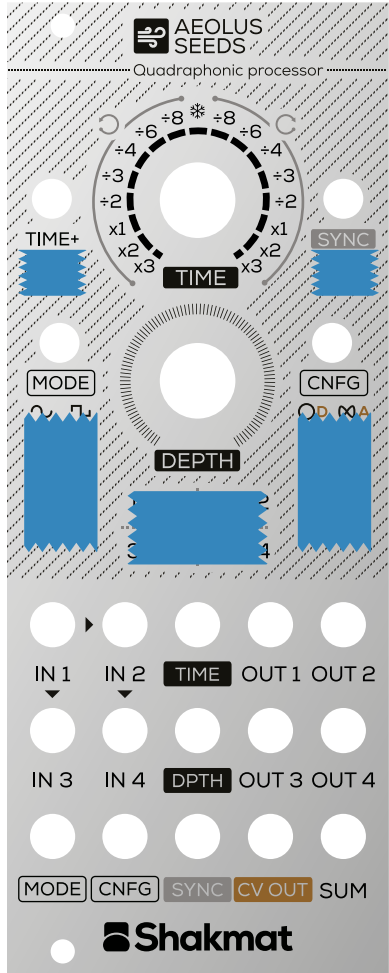 AEOLUS
SEEDS
Quadraphonic processor
÷8 ÷8
÷6 ÷6
÷4 ÷4
÷3 ÷3
÷2 ÷2
x1 x1
x2 x2
x3 x3
TIME+ SYNC
TIME
MODE CNFG
D A
DEPTH
IN 1 IN 2 TIME OUT 1 OUT 2
IN 3 IN 4 DPTH OUT 3 OUT 4
MODE CNFG SYNC CV OUT SUM
Shakmat